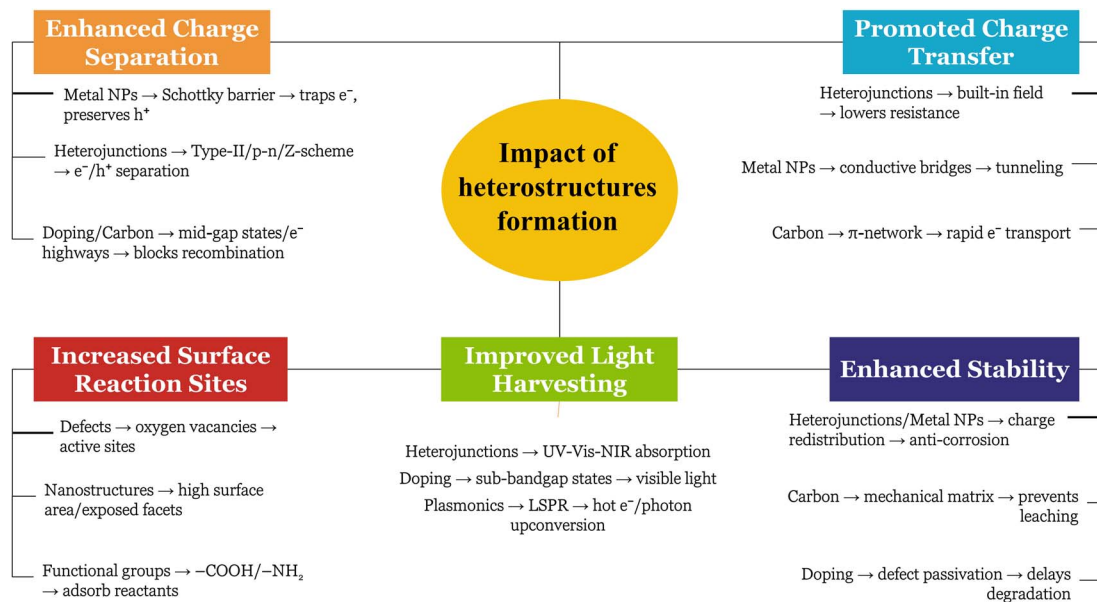 Enhanced Charge
Separation
Metal NPs → Schottky barrier → traps e⁻,
preserves h⁺
Heterojunctions → Type-II/p-n/Z-scheme
→ e⁻/h⁺ separation
Doping/Carbon → mid-gap states/e⁻
highways → blocks recombination
Impact of
heterostructures
formation
Promoted Charge
Transfer
Heterojunctions → built-in field
→ lowers resistance
Metal NPs → conductive bridges → tunneling
Carbon → π-network → rapid e⁻ transport
Increased Surface
Reaction Sites
Defects → oxygen vacancies →
active sites
Nanostructures → high surface
area/exposed facets
Functional groups → –COOH/–NH₂
→ adsorb reactants
Improved Light
Harvesting
Heterojunctions → UV-Vis-NIR absorption
Doping → sub-bandgap states → visible light
Plasmonics → LSPR → hot e⁻/photon
upconversion
Enhanced Stability
Heterojunctions/Metal NPs → charge
redistribution → anti-corrosion
Carbon → mechanical matrix → prevents
leaching
Doping → defect passivation → delays
degradation